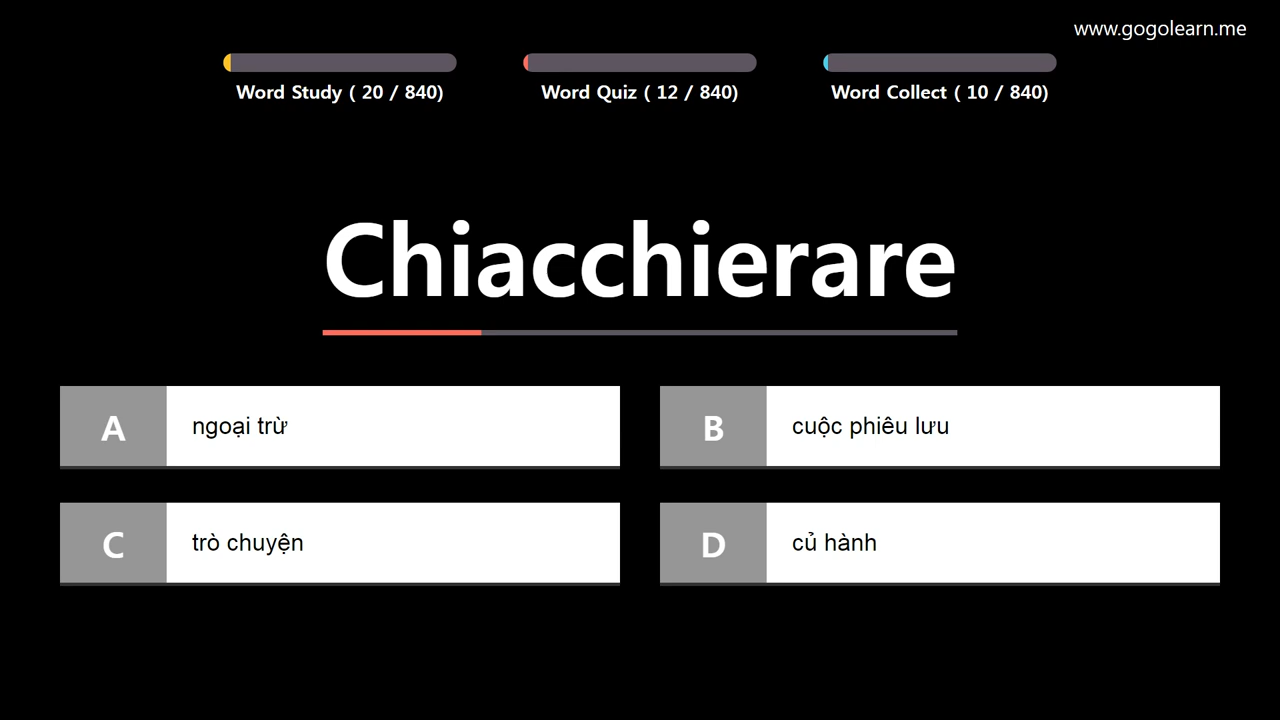 www.gogolearn.me
Word Study ( 20 / 840)
Word Quiz ( 12 / 840)
Word Collect ( 10 / 840)
Chiacchierare
A ngoại trừ
B cuộc phiêu lưu
C trò chuyện
D củ hành